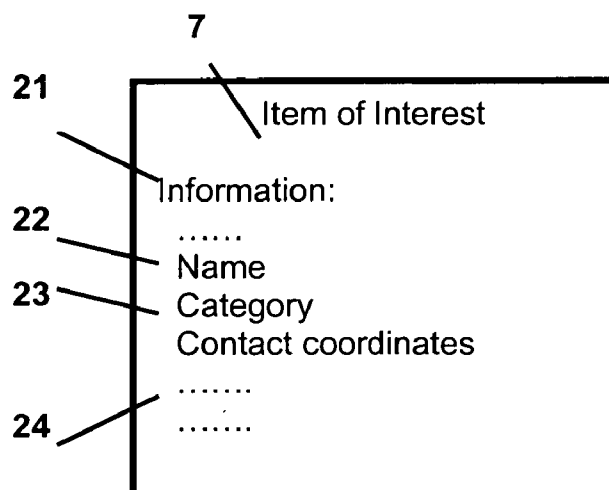 7
21
Item of Interest
Information:
......
22
Name
23
Category
Contact coordinates
.......
24
.......